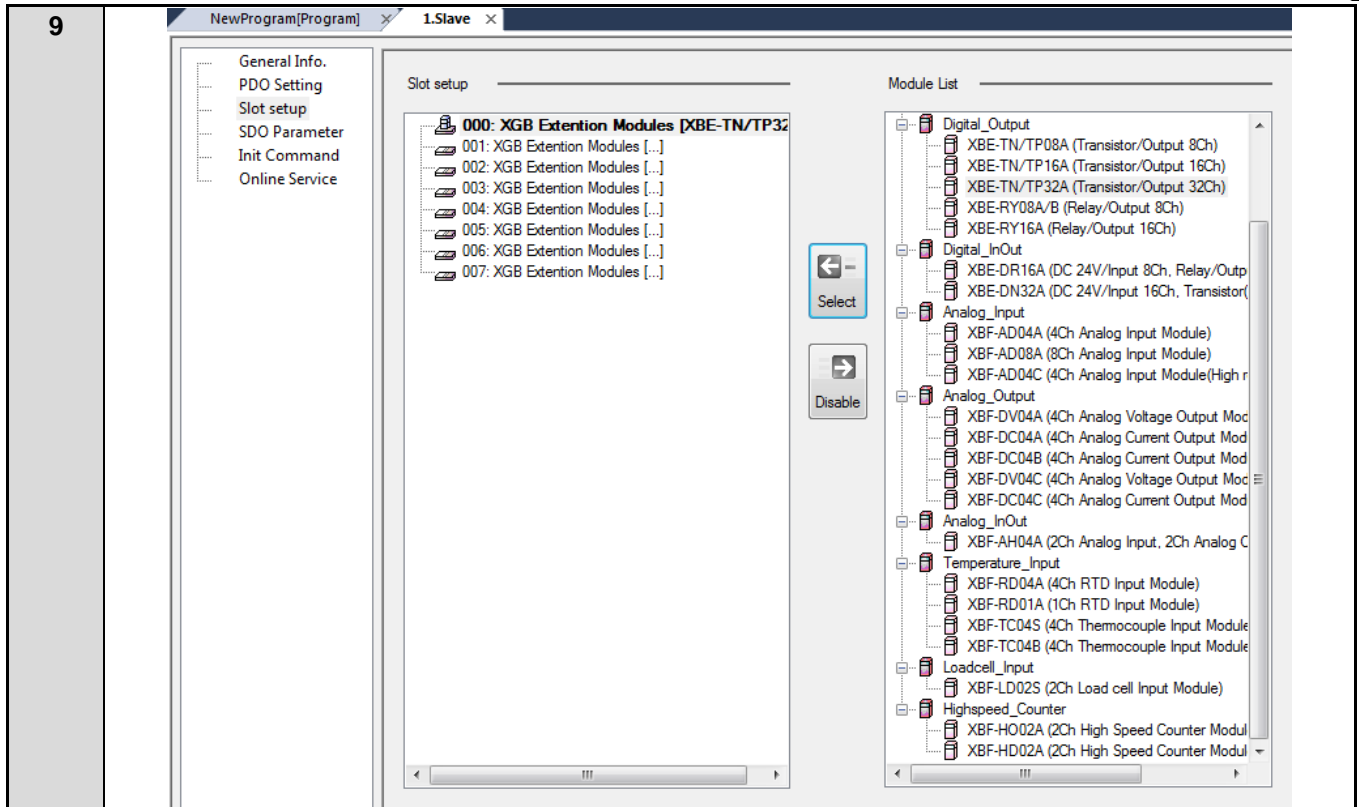 9
NewProgram[Program]
1.Slave
General Info.
PDO Setting
Slot setup
SDO Parameter
Init Command
Online Service
Slot setup
000: XGB Extention Modules [XBE-TN/TP32
001: XGB Extention Modules [...]
002: XGB Extention Modules [...]
003: XGB Extention Modules [...]
004: XGB Extention Modules [...]
005: XGB Extention Modules [...]
006: XGB Extention Modules [...]
007: XGB Extention Modules [...]
Select
Disable
Module List
Digital_Output
XBE-TN/TP08A (Transistor/Output 8Ch)
XBE-TN/TP16A (Transistor/Output 16Ch)
XBE-TN/TP32A (Transistor/Output 32Ch)
XBE-RY08A/B (Relay/Output 8Ch)
XBE-RY16A (Relay/Output 16Ch)
Digital_InOut
XBE-DR16A (DC 24V/Input 8Ch, Relay/Outp
XBE-DN32A (DC 24V/Input 16Ch, Transistor(
Analog_Input
XBF-AD04A (4Ch Analog Input Module)
XBF-AD08A (8Ch Analog Input Module)
XBF-AD04C (4Ch Analog Input Module(High r
Analog_Output
XBF-DV04A (4Ch Analog Voltage Output Moc
XBF-DC04A (4Ch Analog Current Output Mod
XBF-DC04B (4Ch Analog Current Output Mod
XBF-DV04C (4Ch Analog Voltage Output Moc
XBF-DC04C (4Ch Analog Current Output Mod
Analog_InOut
XBF-AH04A (2Ch Analog Input, 2Ch Analog C
Temperature_Input
XBF-RD04A (4Ch RTD Input Module)
XBF-RD01A (1Ch RTD Input Module)
XBF-TC04S (4Ch Thermocouple Input Module
XBF-TC04B (4Ch Thermocouple Input Module
Loadcell_Input
XBF-LD02S (2Ch Load cell Input Module)
Highspeed_Counter
XBF-HO02A (2Ch High Speed Counter Modul
XBF-HD02A (2Ch High Speed Counter Modul